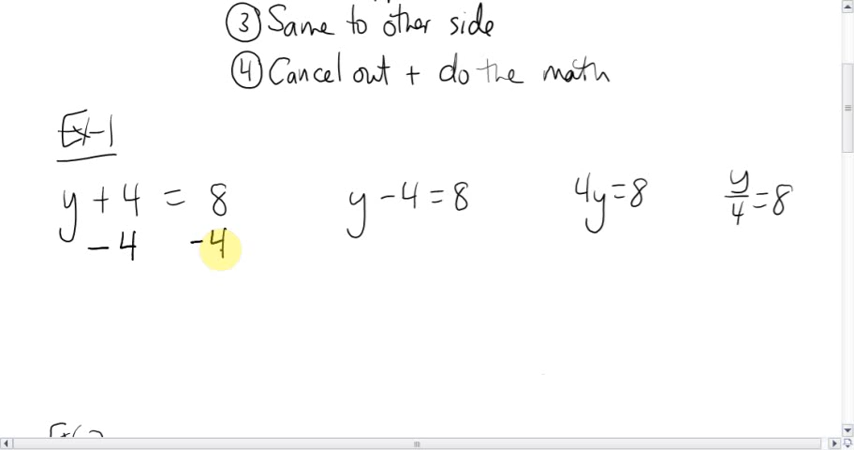 ③ Same to other side
④ Cancel out + do the math
Ex-1
y + 4 = 8 y - 4 = 8 4y = 8 y/4 = 8
- 4 - 4